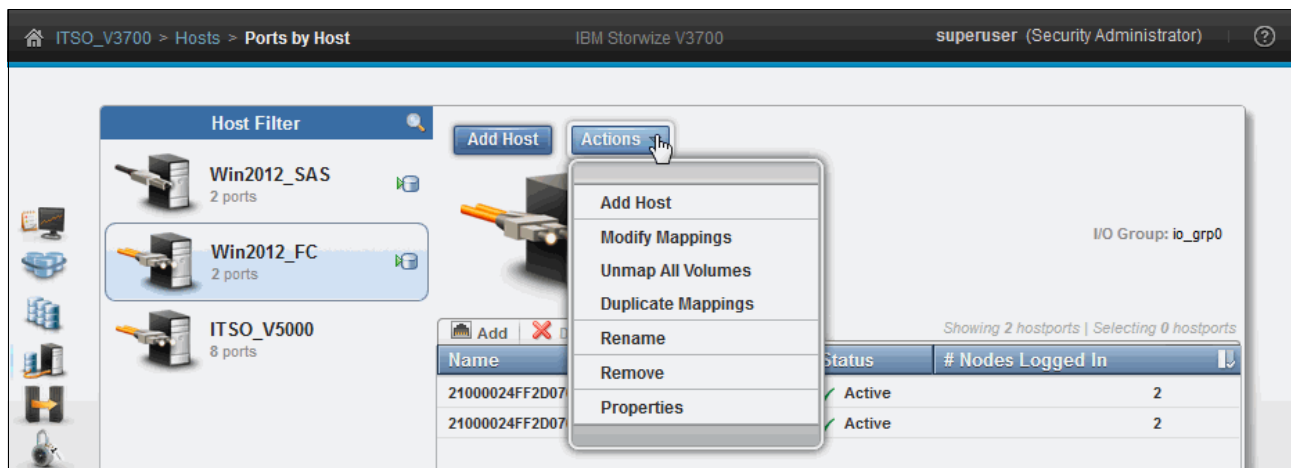 ITSO_V3700 > Hosts > Ports by Host IBM Storwize V3700 superuser (Security Administrator) ?
Host Filter
Win2012_SAS
2 ports
Win2012_FC
2 ports
ITSO_V5000
8 ports
Add Host Actions
Add Host
Modify Mappings
Unmap All Volumes
Duplicate Mappings
Rename
Remove
Properties
I/O Group: io_grp0
Add
Showing 2 hostports | Selecting 0 hostports
Name Status # Nodes Logged In
21000024FF2D07 Active 2
21000024FF2D07 Active 2